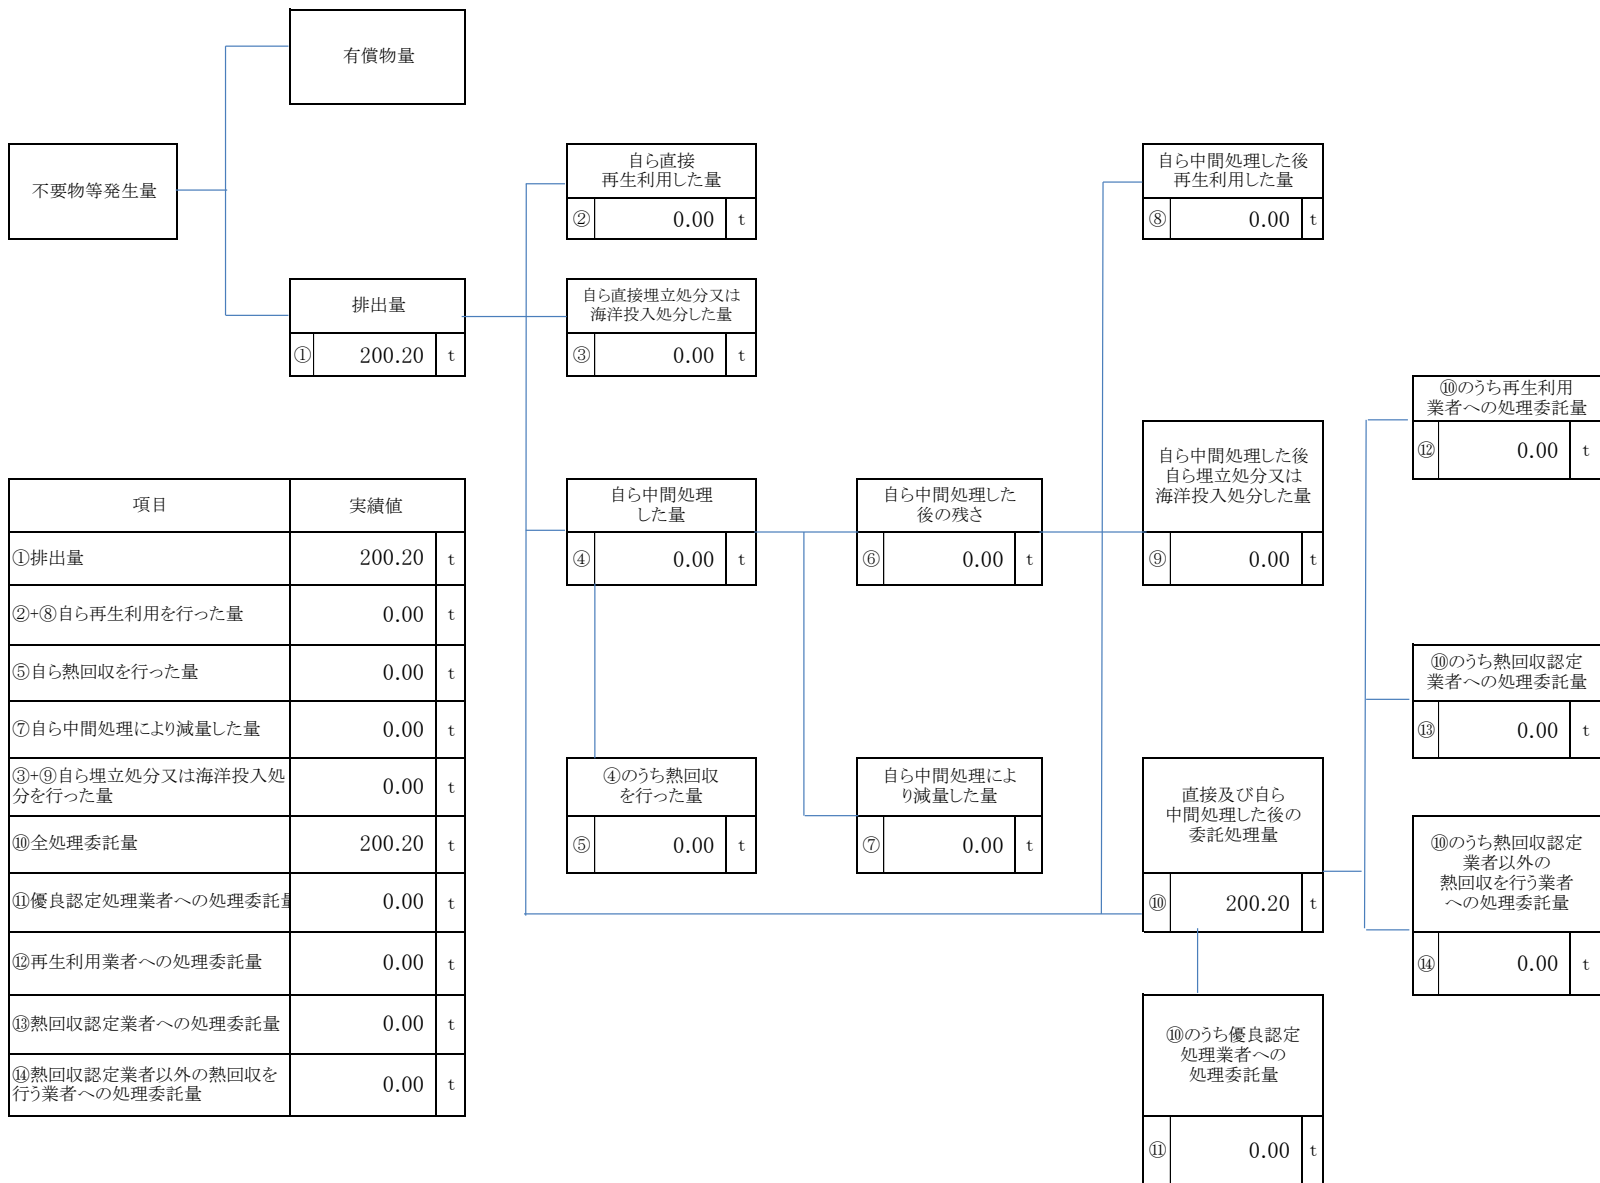 有償物量
不要物等発生量
排出量
① 200.20 t
自ら直接
再生利用した量
② 0.00 t
自ら直接埋立処分又は
海洋投入処分した量
③ 0.00 t
自ら中間処理
した量
④ 0.00 t
④のうち熱回収
を行った量
⑤ 0.00 t
自ら中間処理した
後の残さ
⑥ 0.00 t
自ら中間処理によ
り減量した量
⑦ 0.00 t
自ら中間処理した後
再生利用した量
⑧ 0.00 t
自ら中間処理した後
自ら埋立処分又は
海洋投入処分した量
⑨ 0.00 t
直接及び自ら
中間処理した後の
委託処理量
⑩ 200.20 t
⑩のうち優良認定
処理業者への
処理委託量
⑪ 0.00 t
⑩のうち再生利用
業者への処理委託量
⑫ 0.00 t
⑩のうち熱回収認定
業者への処理委託量
⑬ 0.00 t
⑩のうち熱回収認定
業者以外の
熱回収を行う業者
への処理委託量
⑭ 0.00 t
項目 実績値
①排出量 200.20 t
②+⑧自ら再生利用を行った量 0.00 t
⑤自ら熱回収を行った量 0.00 t
⑦自ら中間処理により減量した量 0.00 t
③+⑨自ら埋立処分又は海洋投入処
分を行った量 0.00 t
⑩全処理委託量 200.20 t
⑪優良認定処理業者への処理委託量 0.00 t
⑫再生利用業者への処理委託量 0.00 t
⑬熱回収認定業者への処理委託量 0.00 t
⑭熱回収認定業者以外の熱回収を
行う業者への処理委託量 0.00 t